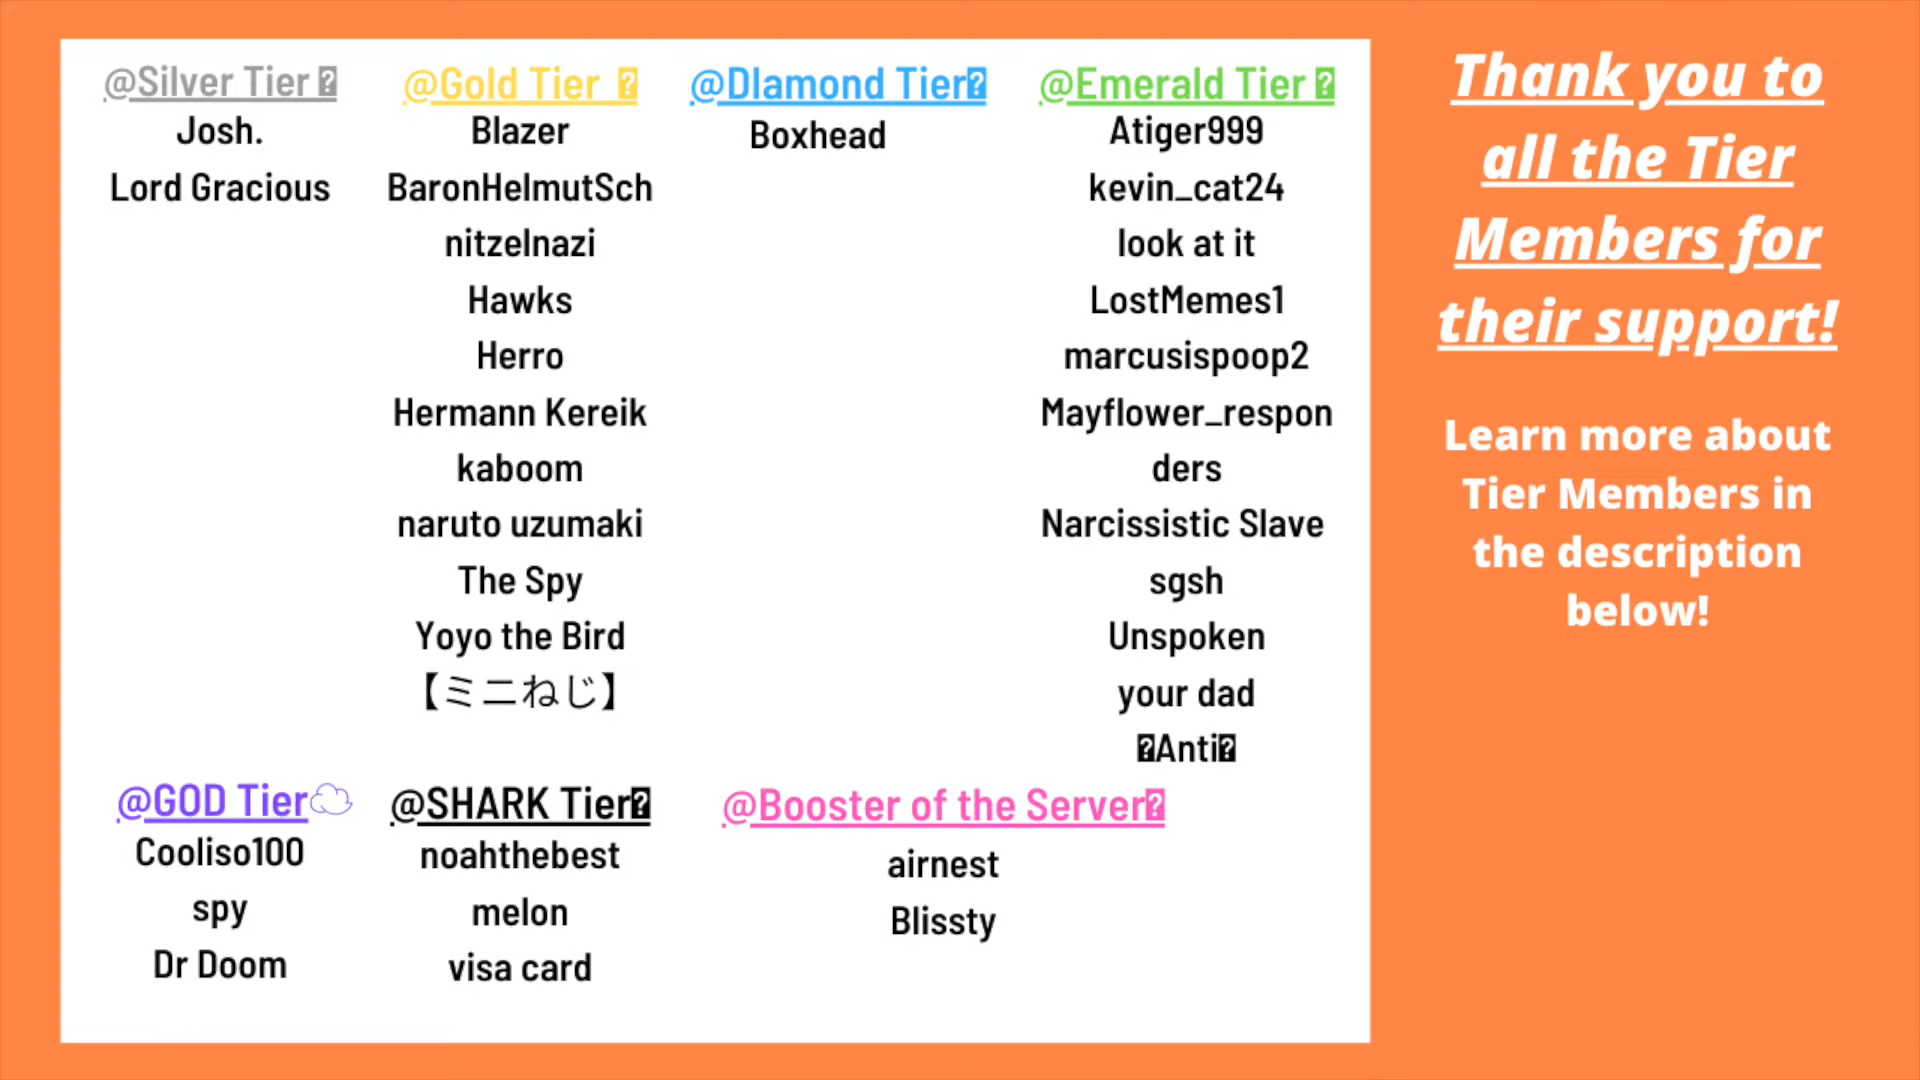 @Silver Tier
Josh.
Lord Gracious
@Gold Tier
Blazer
BaronHelmutSch
nitzelnazi
Hawks
Herro
Hermann Kereik
kaboom
naruto uzumaki
The Spy
Yoyo the Bird
【ミニねじ】
@DIamond Tier
Boxhead
@Emerald Tier
Atiger999
kevin_cat24
look at it
LostMemes1
marcusispoop2
Mayflower_respon
ders
Narcissistic Slave
sgsh
Unspoken
your dad
Anti
@GOD Tier
Cooliso100
spy
Dr Doom
@SHARK Tier
noahthebest
melon
visa card
@Booster of the Server
airnest
Blissty
Thank you to
all the Tier
Members for
their support!
Learn more about
Tier Members in
the description
below!